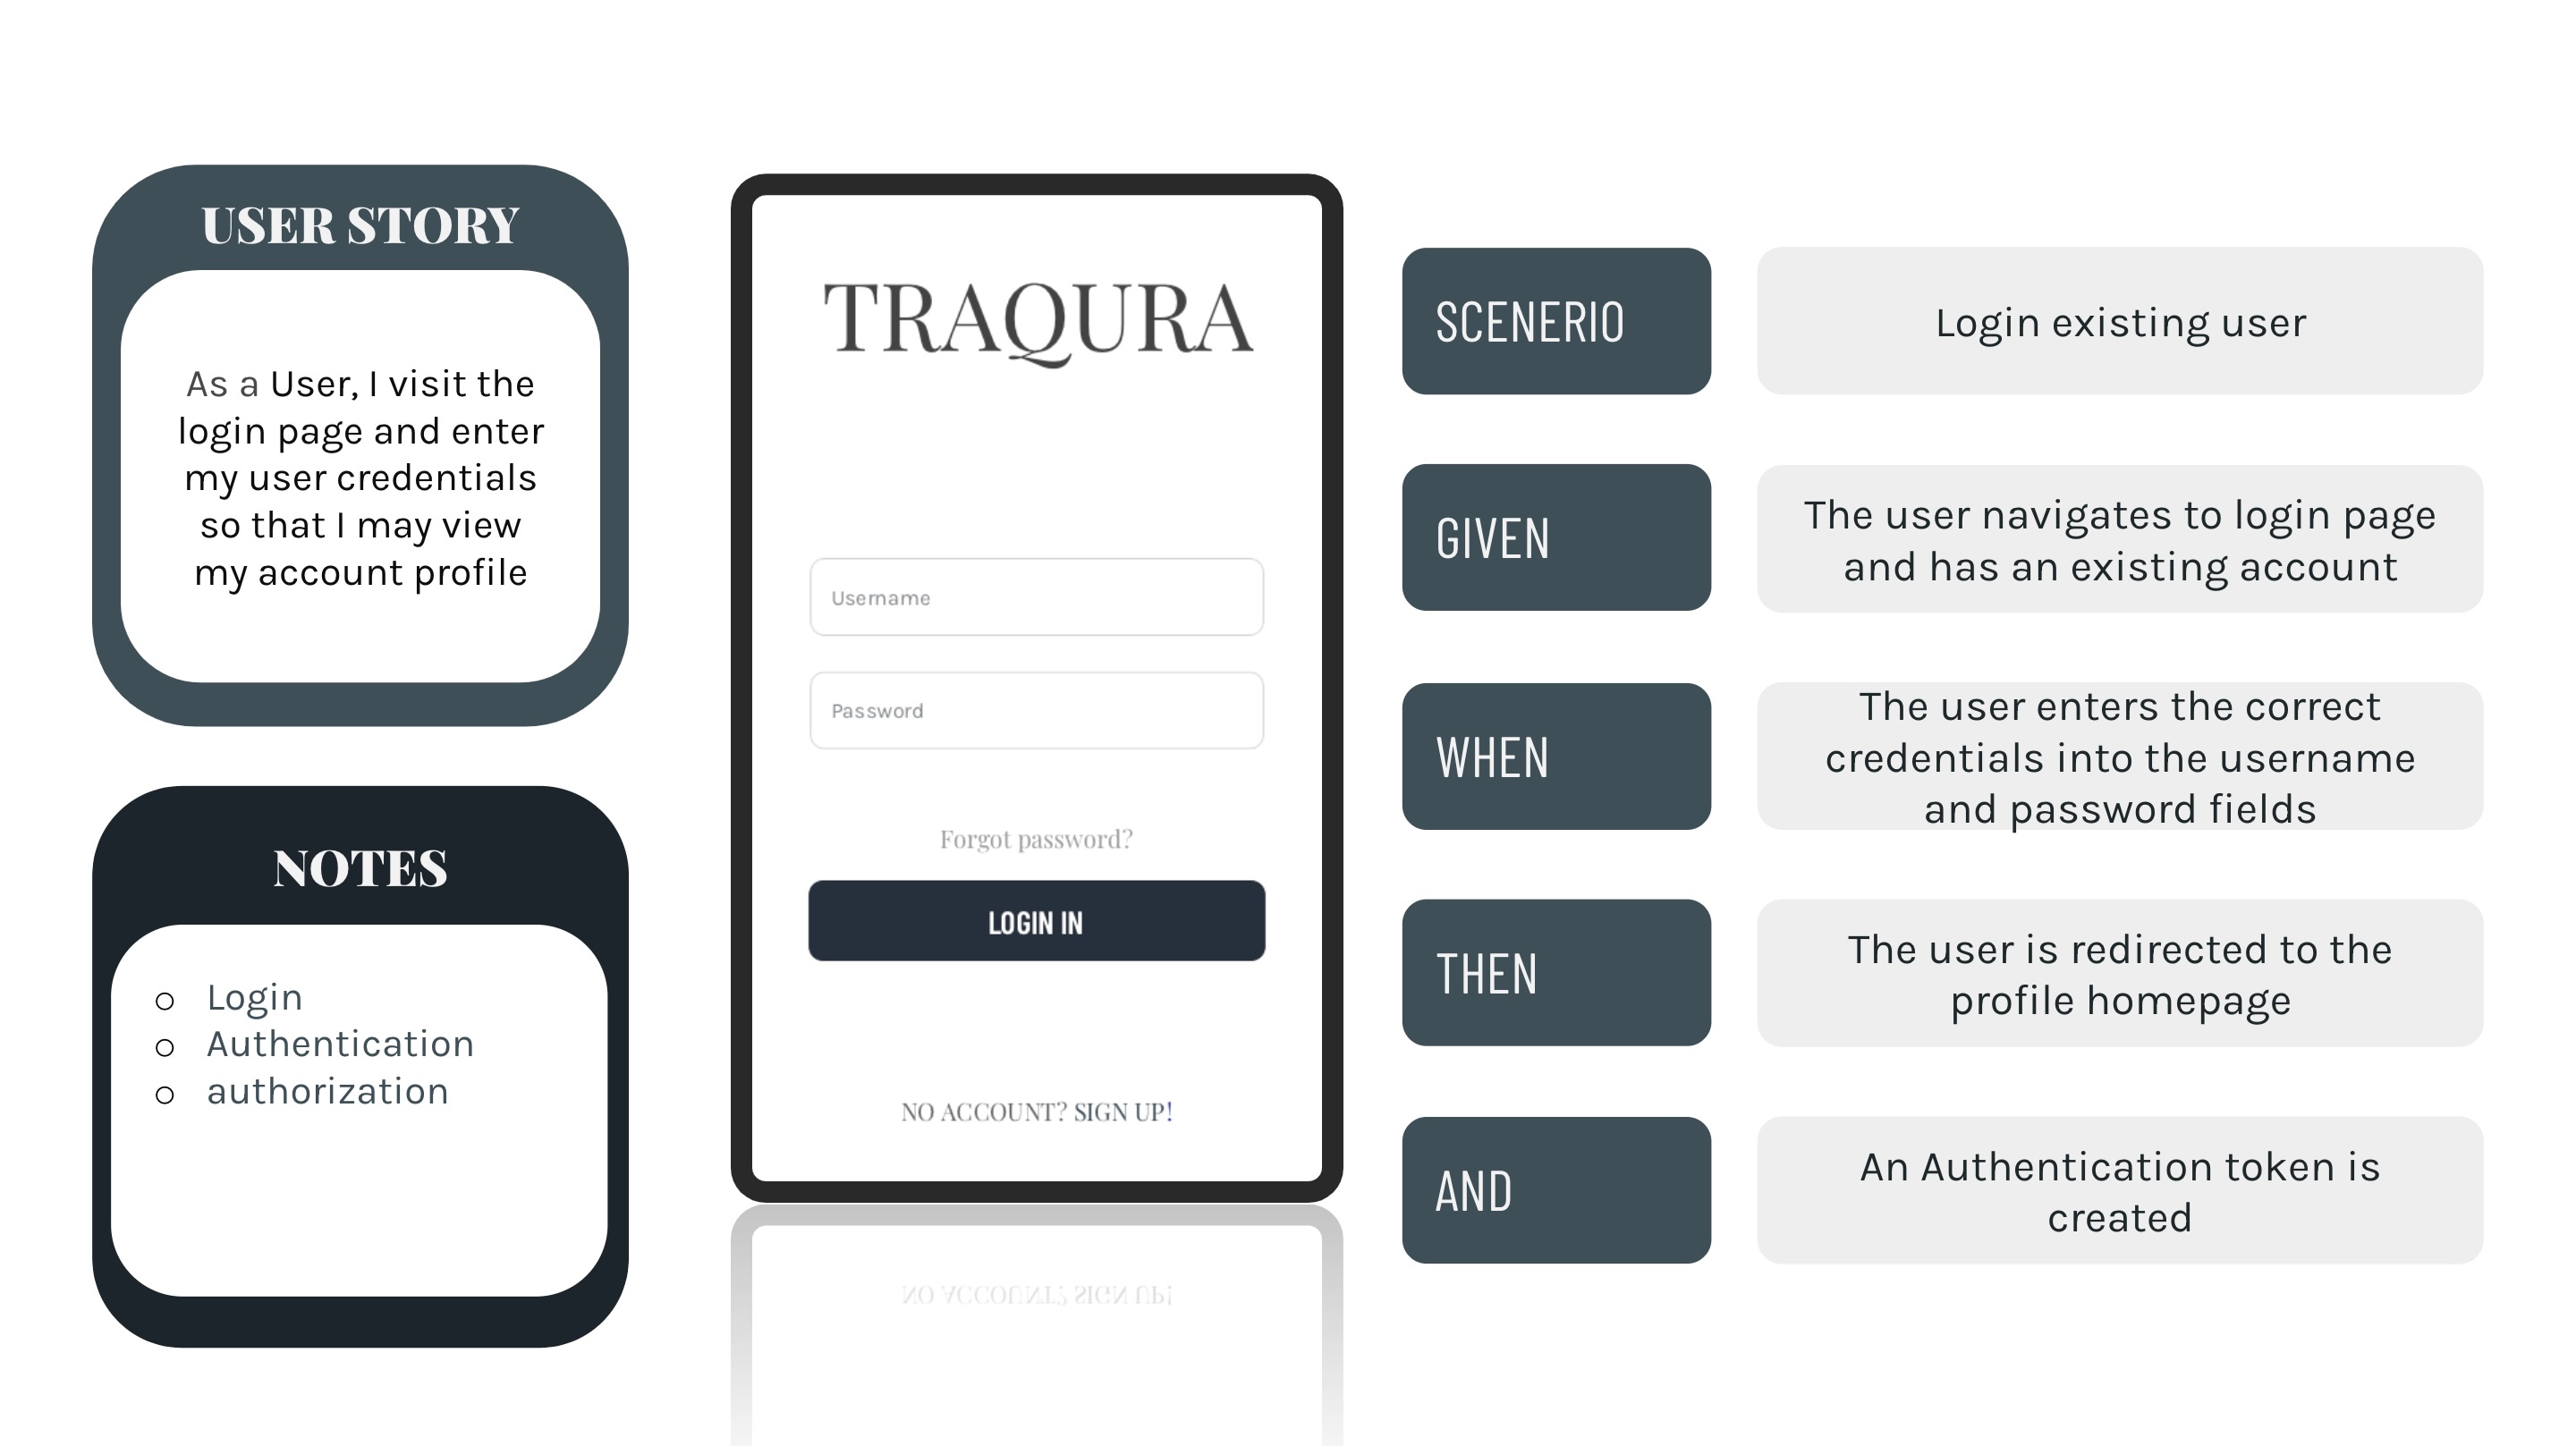 USER STORY
As a User, I visit the
login page and enter
my user credentials
so that I may view
my account profile
NOTES
Login
Authentication
authorization
TRAQURA
Username
Password
Forgot password?
LOGIN IN
NO ACCOUNT? SIGN UP!
NO ACCOUNT? SIGN UP!
SCENERIO
Login existing user
GIVEN
The user navigates to login page
and has an existing account
WHEN
The user enters the correct
credentials into the username
and password fields
THEN
The user is redirected to the
profile homepage
AND
An Authentication token is
created